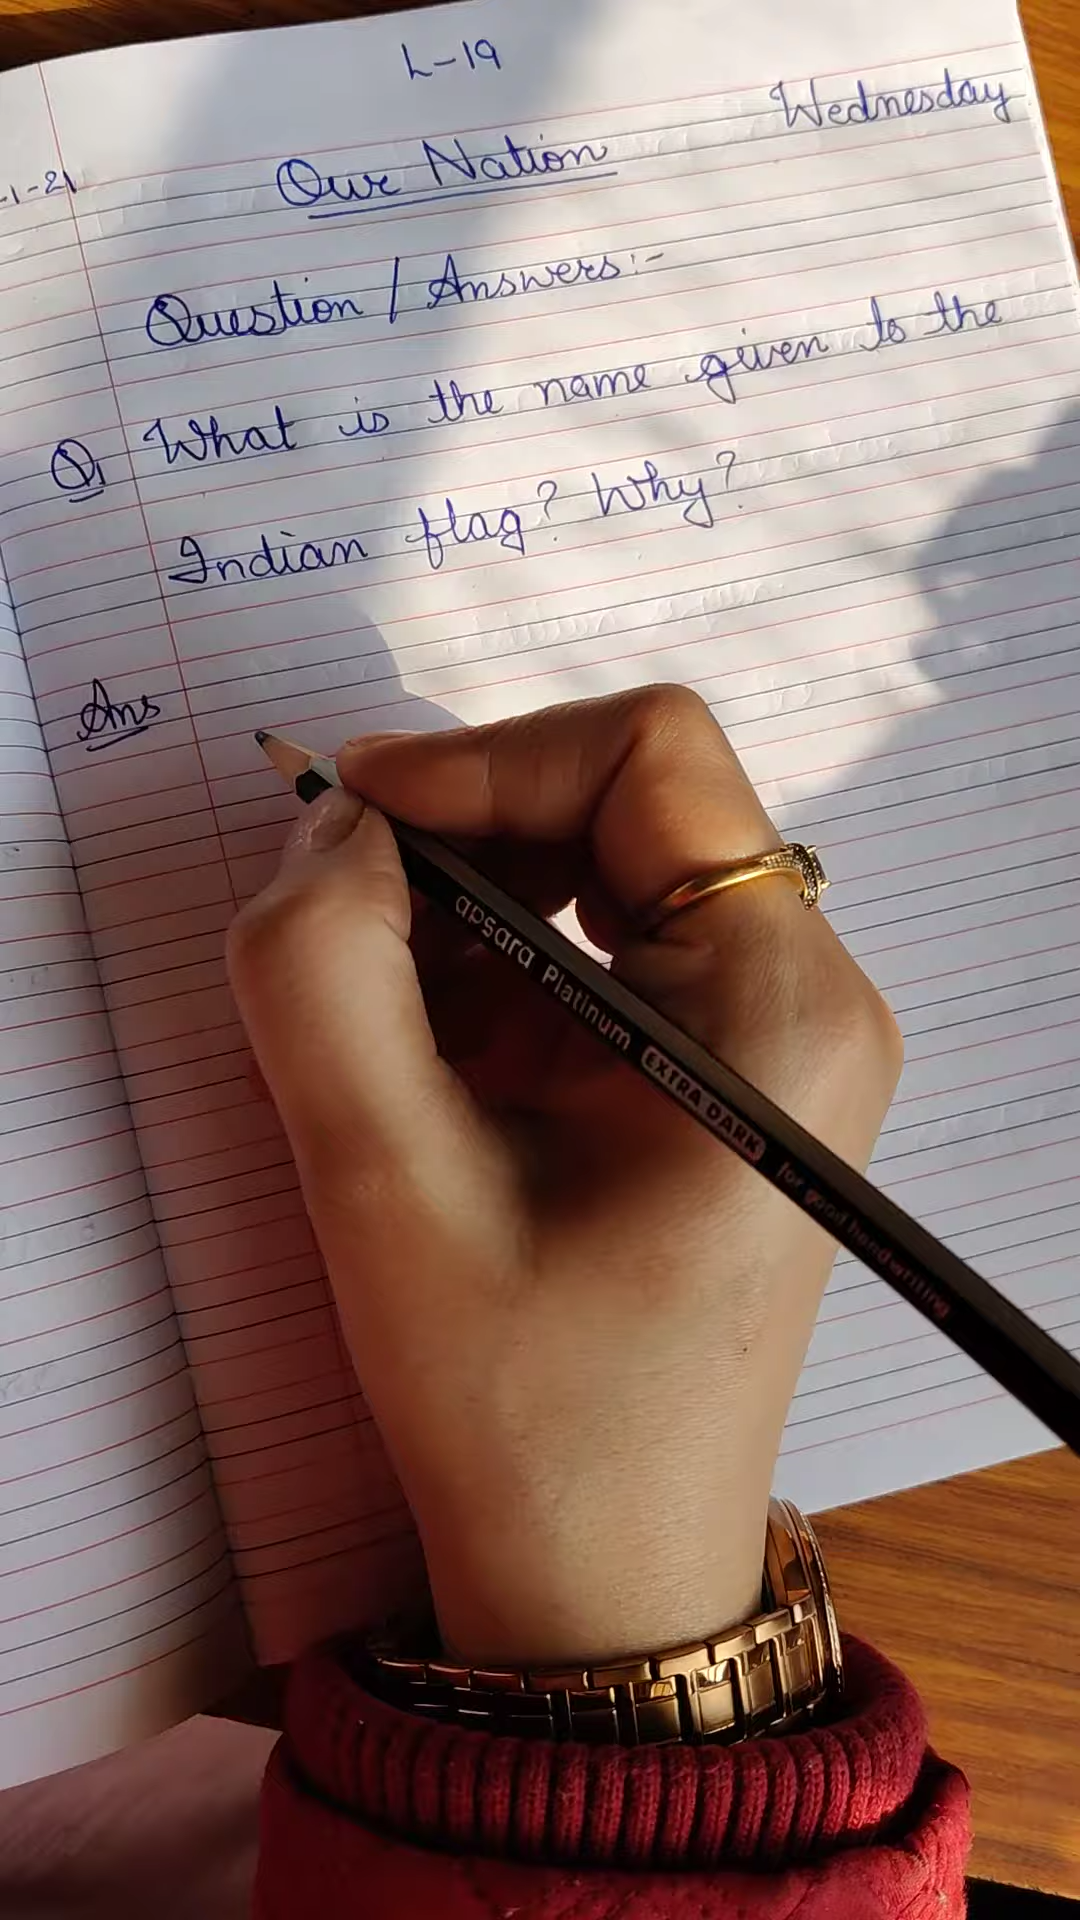 L-19
Wednesday
-1-21
Our Nation
Question / Answers:-
Q1 What is the name given to the
Indian flag? Why?
Ans
apsara Platinum EXTRA DARK for good handwriting